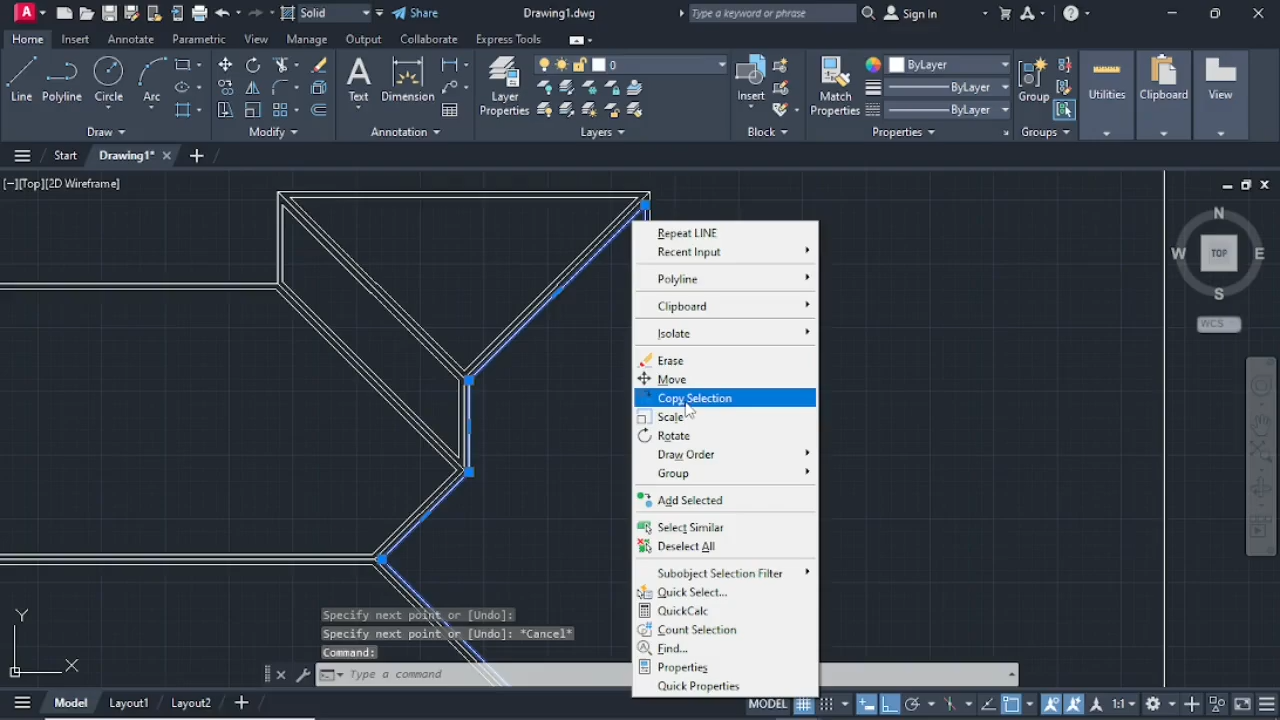 A Solid Share Drawing1.dwg Type a keyword or phrase Sign In
Home Insert Annotate Parametric View Manage Output Collaborate Express Tools
0 ByLayer
ByLayer
ByLayer
Line Polyline Circle Arc Text Dimension Layer Properties Insert Match Properties Group Utilities Clipboard View
Draw Modify Annotation Layers Block Properties Groups
Start Drawing1* +
[−][Top][2D Wireframe]
N
W TOP E
S
WCS
Repeat LINE
Recent Input
Polyline
Clipboard
Isolate
Erase
Move
Copy Selection
Scale
Rotate
Draw Order
Group
Add Selected
Select Similar
Deselect All
Subobject Selection Filter
Quick Select...
QuickCalc
Count Selection
Find...
Properties
Quick Properties
Y
X
Specify next point or [Undo]:
Specify next point or [Undo]: *Cancel*
Command:
Type a command
Model Layout1 Layout2 + MODEL 1:1